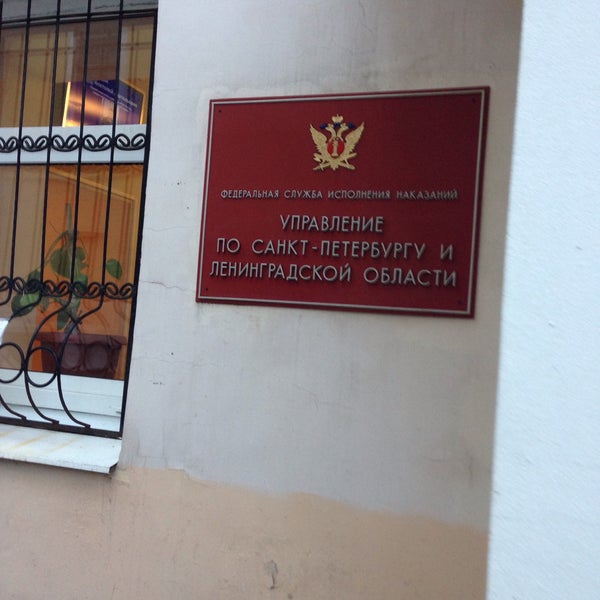 ФЕДЕРАЛЬНАЯ СЛУЖБА ИСПОЛНЕНИЯ НАКАЗАНИЙ
УПРАВЛЕНИЕ
ПО САНКТ-ПЕТЕРБУРГУ И
ЛЕНИНГРАДСКОЙ ОБЛАСТИ